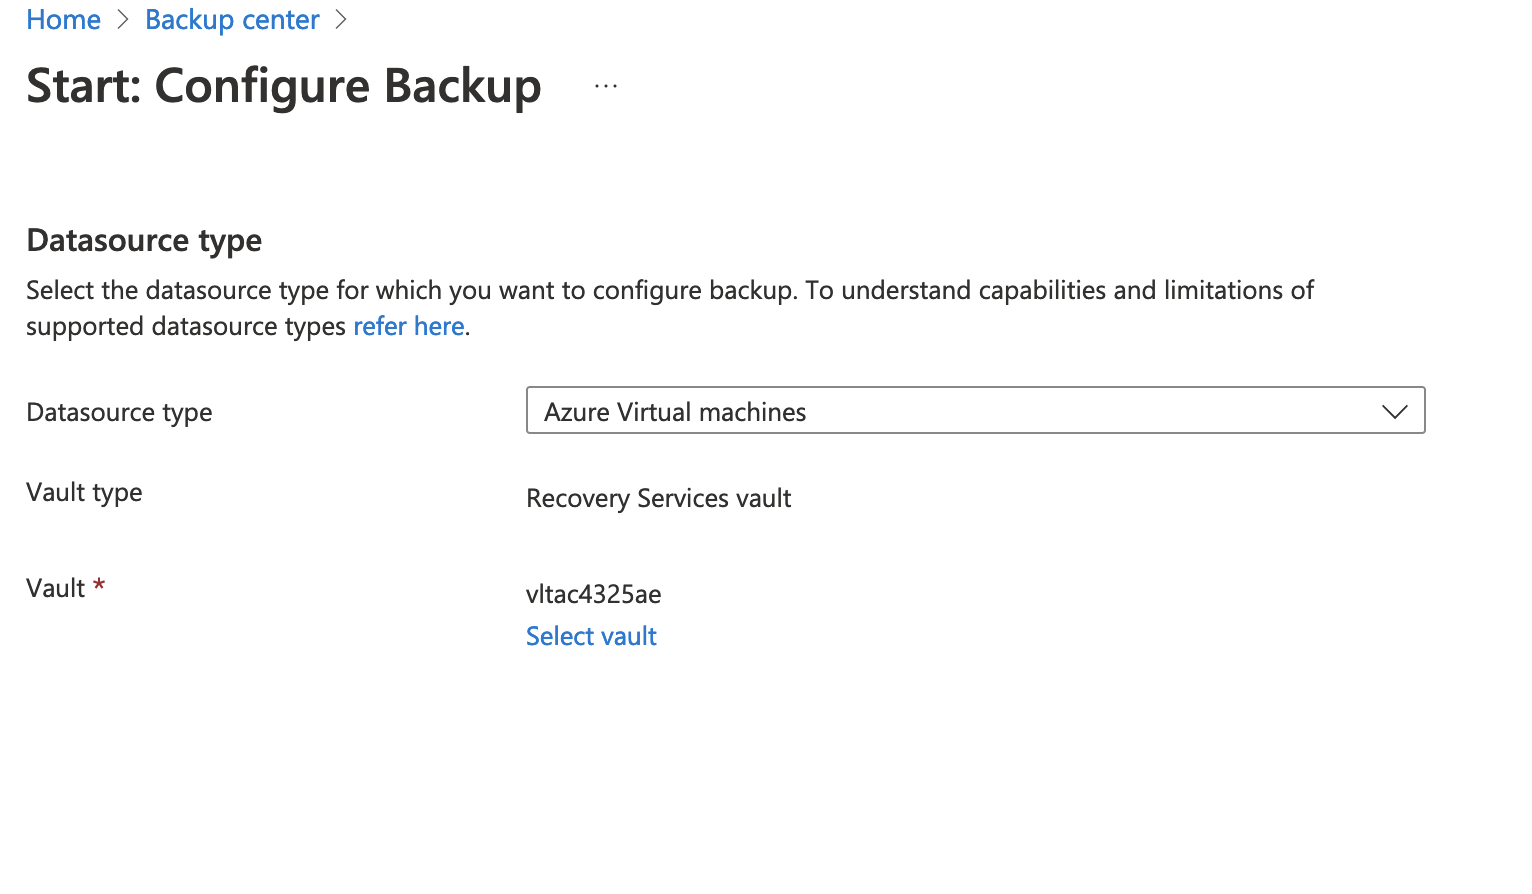 Home > Backup center >
Start: Configure Backup ...
Datasource type
Select the datasource type for which you want to configure backup. To understand capabilities and limitations of
supported datasource types refer here.
Datasource type Azure Virtual machines
Vault type Recovery Services vault
Vault * vltac4325ae
Select vault